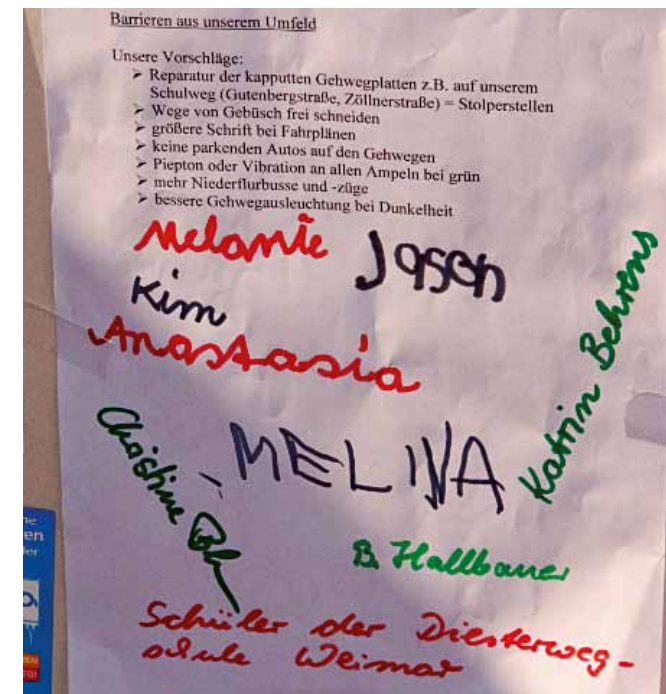 Barrieren aus unserem Umfeld
Unsere Vorschläge:
➢ Reparatur der kapputten Gehwegplatten z.B. auf unserem
Schulweg (Gutenbergstraße, Zöllnerstraße) = Stolperstellen
➢ Wege von Gebüsch frei schneiden
➢ größere Schrift bei Fahrplänen
➢ keine parkenden Autos auf den Gehwegen
➢ Piepton oder Vibration an allen Ampeln bei grün
➢ mehr Niederflurbusse und -züge
➢ bessere Gehwegausleuchtung bei Dunkelheit
Melanie
Kim
Anastasia
Katrin Behrens
Christine
MELINA
B. Hallbauer
Schüler der Diesterweg-
schule Weimar